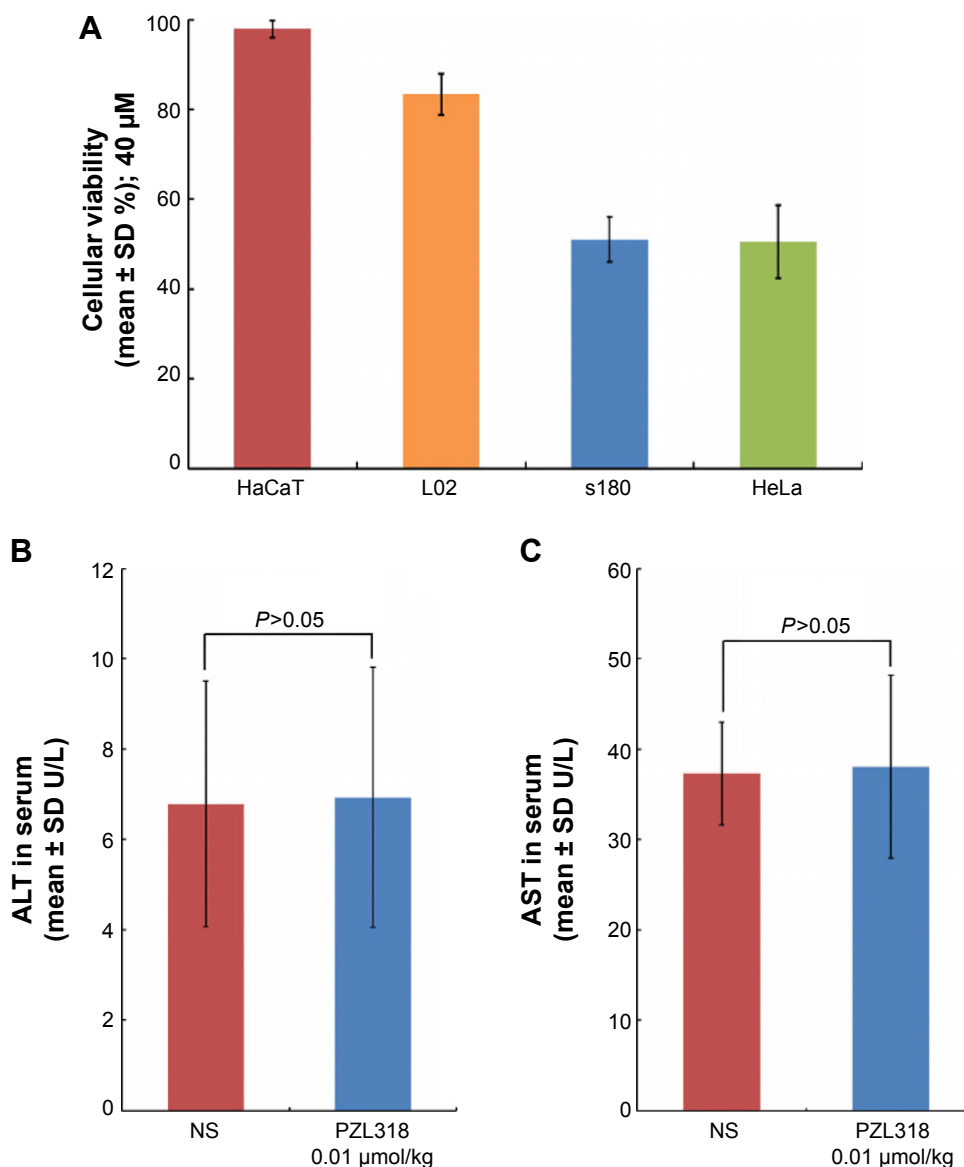 A
Cellular viability
(mean ± SD %); 40 µM
100
80
60
40
20
0
HaCaT
L02
s180
HeLa
B
ALT in serum
(mean ± SD U/L)
12
10
8
6
4
2
0
P>0.05
NS
PZL318
0.01 µmol/kg
C
AST in serum
(mean ± SD U/L)
60
50
40
30
20
10
0
P>0.05
NS
PZL318
0.01 µmol/kg